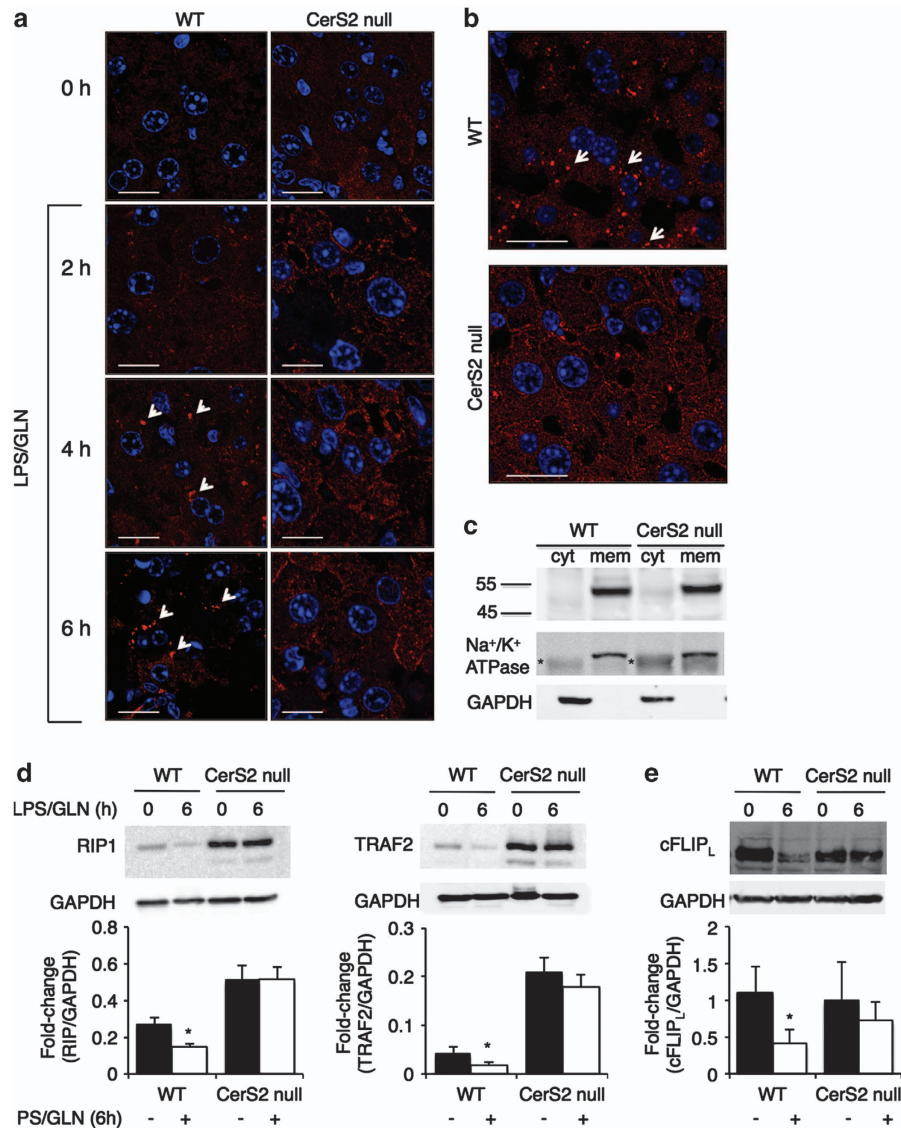 a
WT
CerS2 null
0 h
LPS/GLN
2 h
4 h
6 h
b
WT
CerS2 null
c
WT
CerS2 null
cyt
mem
cyt
mem
55
45
Na⁺/K⁺
ATPase
*
*
GAPDH
d
WT
CerS2 null
LPS/GLN (h)
0
6
0
6
RIP1
GAPDH
0.6
0.4
0.2
0
Fold-change
(RIP/GAPDH)
*
WT
CerS2 null
PS/GLN (6h)
-
+
-
+
WT
CerS2 null
0
6
0
6
TRAF2
GAPDH
0.3
0.2
0.1
0
Fold-change
(TRAF2/GAPDH)
*
WT
CerS2 null
-
+
-
+
e
WT
CerS2 null
0
6
0
6
cFLIP_L
GAPDH
2
1.5
1
0.5
0
Fold-change
(cFLIP_L/GAPDH)
*
WT
CerS2 null
-
+
-
+